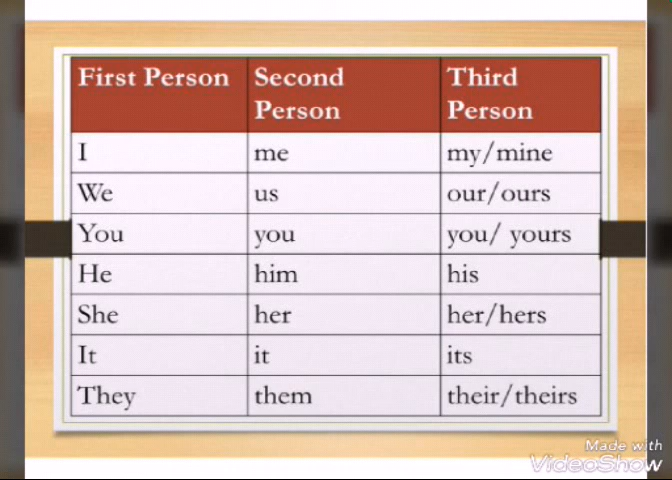 First Person Second Person Third Person
I me my/mine
We us our/ours
You you you/ yours
He him his
She her her/hers
It it its
They them their/theirs
Made with
VideoShow